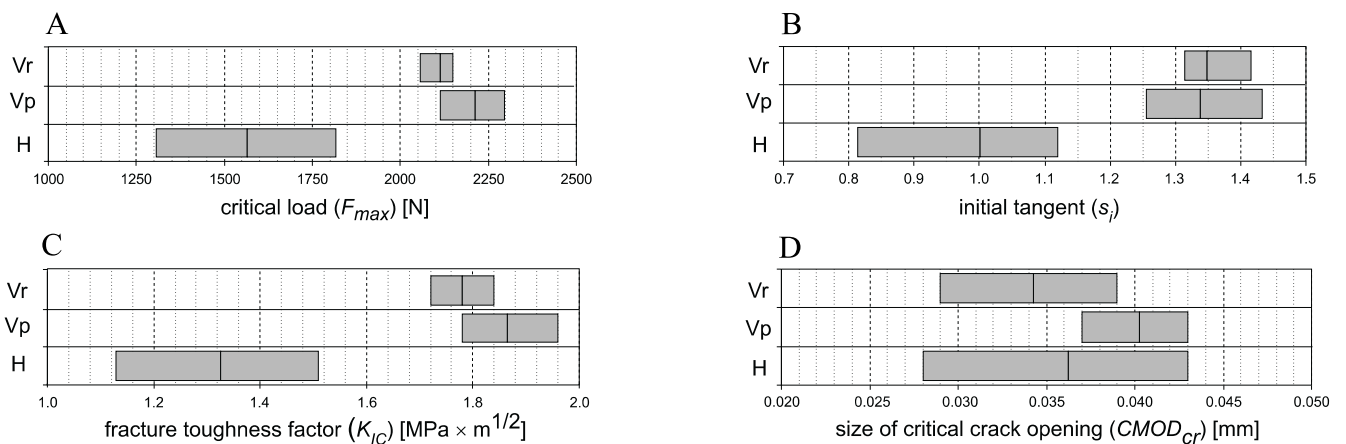 A
Vr
Vp
H
1000 1250 1500 1750 2000 2250 2500
critical load (Fmax) [N]
B
Vr
Vp
H
0.7 0.8 0.9 1.0 1.1 1.2 1.3 1.4 1.5
initial tangent (si)
C
Vr
Vp
H
1.0 1.2 1.4 1.6 1.8 2.0
fracture toughness factor (KIC) [MPa × m1/2]
D
Vr
Vp
H
0.020 0.025 0.030 0.035 0.040 0.045 0.050
size of critical crack opening (CMODcr) [mm]